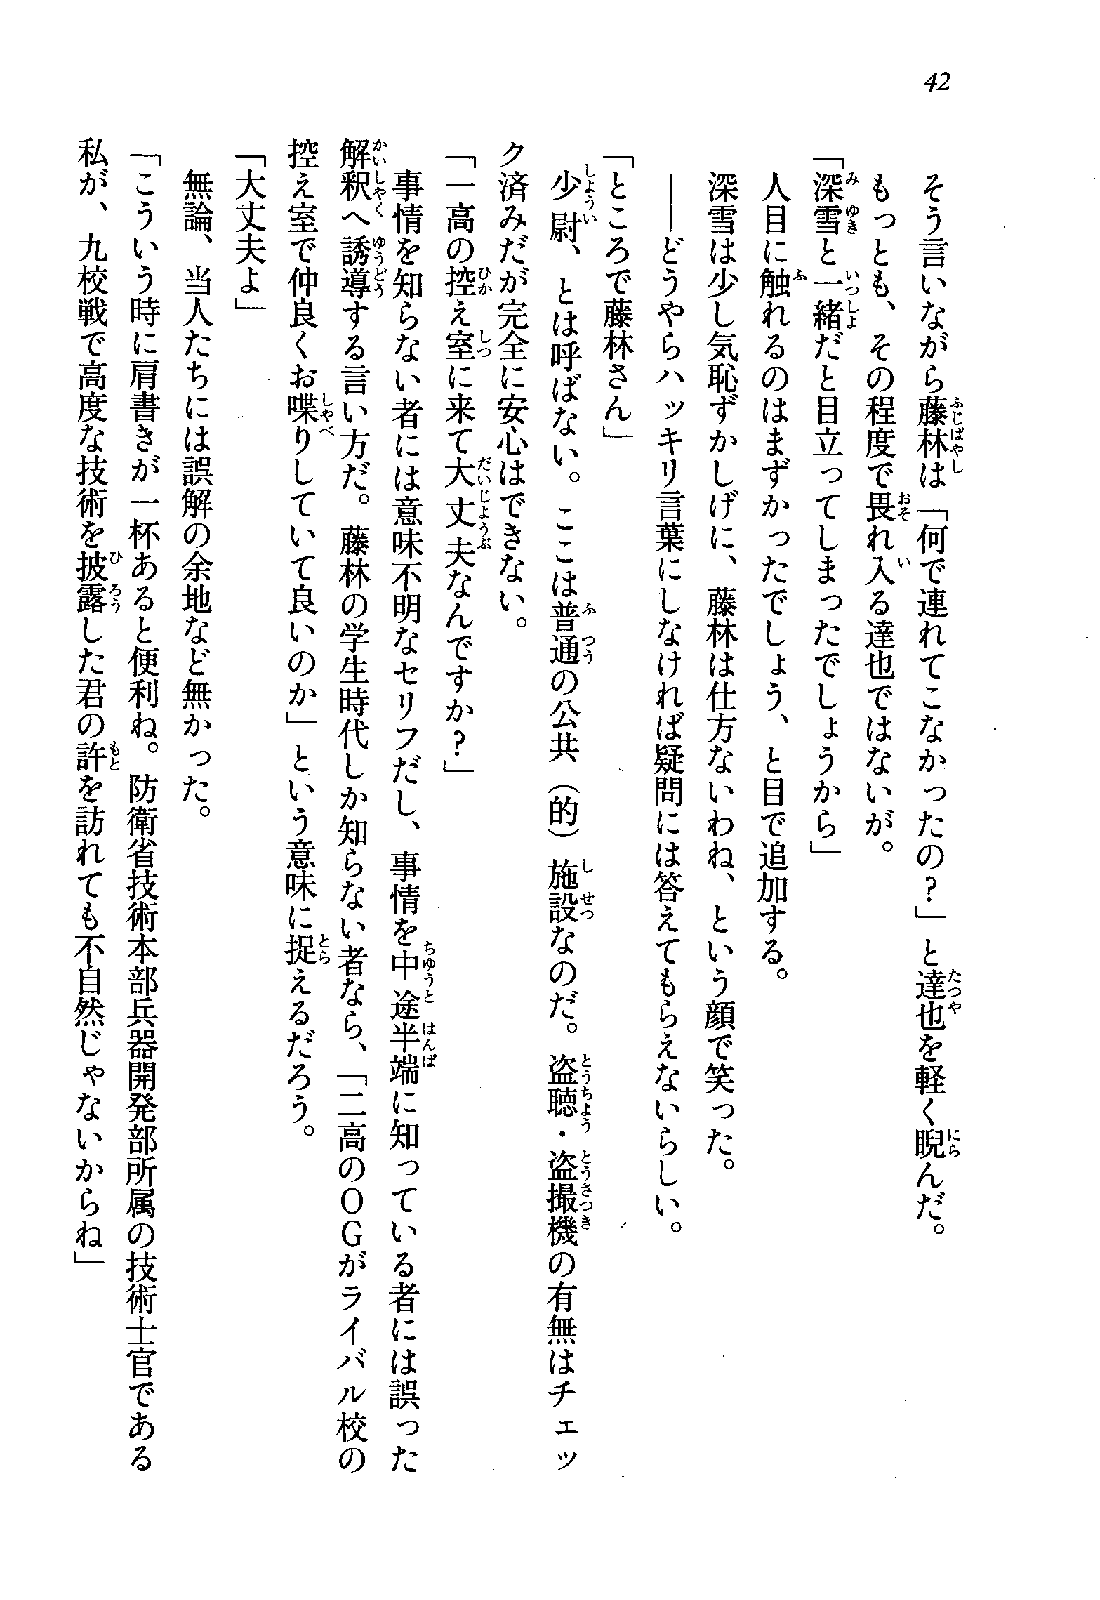 42
そう言いながら藤林は「何で連れてこなかったの？」と達也を軽く睨んだ。
もっとも、その程度で畏れ入る達也ではないが。
「深雪と一緒だと目立ってしまったでしょうから」
人目に触れるのはまずかったでしょう、と目で追加する。
深雪は少し気恥ずかしげに、藤林は仕方ないわね、という顔で笑った。
――どうやらハッキリ言葉にしなければ疑問には答えてもらえないらしい。
「ところで藤林さん」
少尉、とは呼ばない。ここは普通の公共（的）施設なのだ。盗聴・盗撮機の有無はチェッ
ク済みだが完全に安心はできない。
「一高の控え室に来て大丈夫なんですか？」
事情を知らない者には意味不明なセリフだし、事情を中途半端に知っている者には誤った
解釈へ誘導する言い方だ。藤林の学生時代しか知らない者なら、「二高のＯＧがライバル校の
控え室で仲良くお喋りしていて良いのか」という意味に捉えるだろう。
「大丈夫よ」
無論、当人たちには誤解の余地など無かった。
「こういう時に肩書きが一杯あると便利ね。防衛省技術本部兵器開発部所属の技術士官である
私が、九校戦で高度な技術を披露した君の許を訪れても不自然じゃないからね」